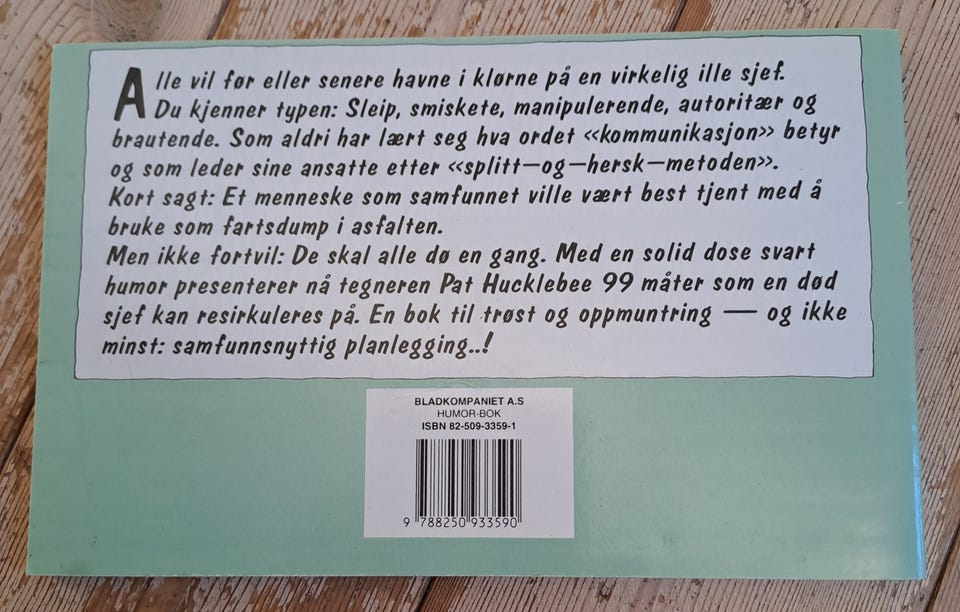 Alle vil før eller senere havne i klørne på en virkelig ille sjef.
Du kjenner typen: Sleip, smiskete, manipulerende, autoritær og
brautende. Som aldri har lært seg hva ordet «kommunikasjon» betyr
og som leder sine ansatte etter «splitt—og—hersk—metoden».
Kort sagt: Et menneske som samfunnet ville vært best tjent med å
bruke som fartsdump i asfalten.
Men ikke fortvil: De skal alle dø en gang. Med en solid dose svart
humor presenterer nå tegneren Pat Hucklebee 99 måter som en død
sjef kan resirkuleres på. En bok til trøst og oppmuntring — og ikke
minst: samfunnsnyttig planlegging..!
BLADKOMPANIET A.S
HUMOR-BOK
ISBN 82-509-3359-1
9 788250 933590